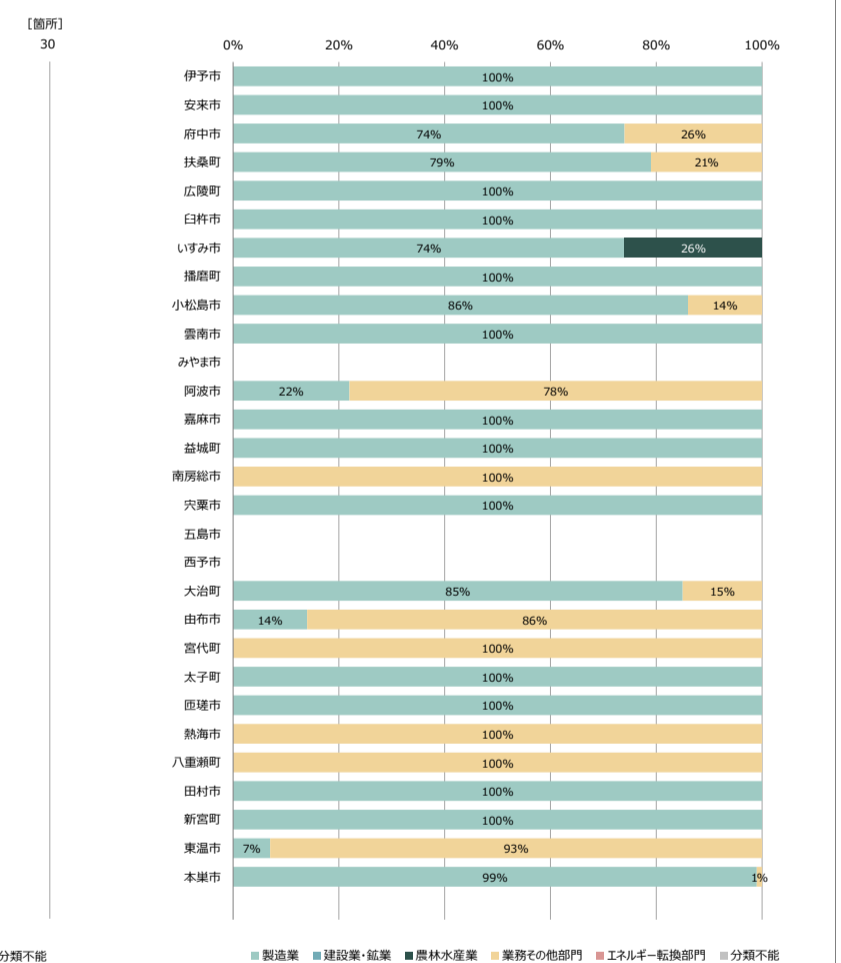 [箇所]
30
0% 20% 40% 60% 80% 100%
伊予市 100%
安来市 100%
府中市 74% 26%
扶桑町 79% 21%
広陵町 100%
臼杵市 100%
いすみ市 74% 26%
播磨町 100%
小松島市 86% 14%
雲南市 100%
みやま市
阿波市 22% 78%
嘉麻市 100%
益城町 100%
南房総市 100%
宍粟市 100%
五島市
西予市
大治町 85% 15%
由布市 14% 86%
宮代町 100%
太子町 100%
匝瑳市 100%
熱海市 100%
八重瀬町 100%
田村市 100%
新宮町 100%
東温市 7% 93%
本巣市 99% 1%
分類不能 製造業 建設業・鉱業 農林水産業 業務その他部門 エネルギー転換部門 分類不能